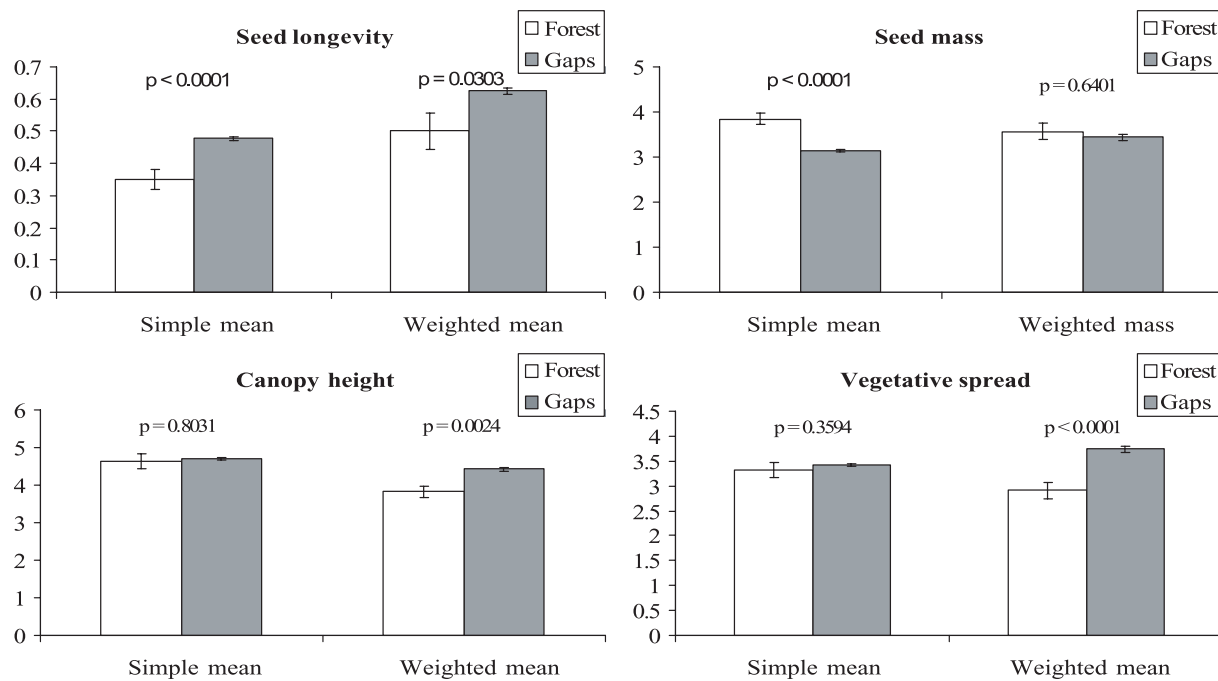 Seed longevity
Forest
Gaps
0.7
0.6
0.5
0.4
0.3
0.2
0.1
0
p < 0.0001
p = 0.0303
Simple mean
Weighted mean
Seed mass
Forest
Gaps
5
4
3
2
1
0
p < 0.0001
p = 0.6401
Simple mean
Weighted mass
Canopy height
Forest
Gaps
6
5
4
3
2
1
0
p = 0.8031
p = 0.0024
Simple mean
Weighted mean
Vegetative spread
Forest
Gaps
4.5
4
3.5
3
2.5
2
1.5
1
0.5
0
p = 0.3594
p < 0.0001
Simple mean
Weighted mean